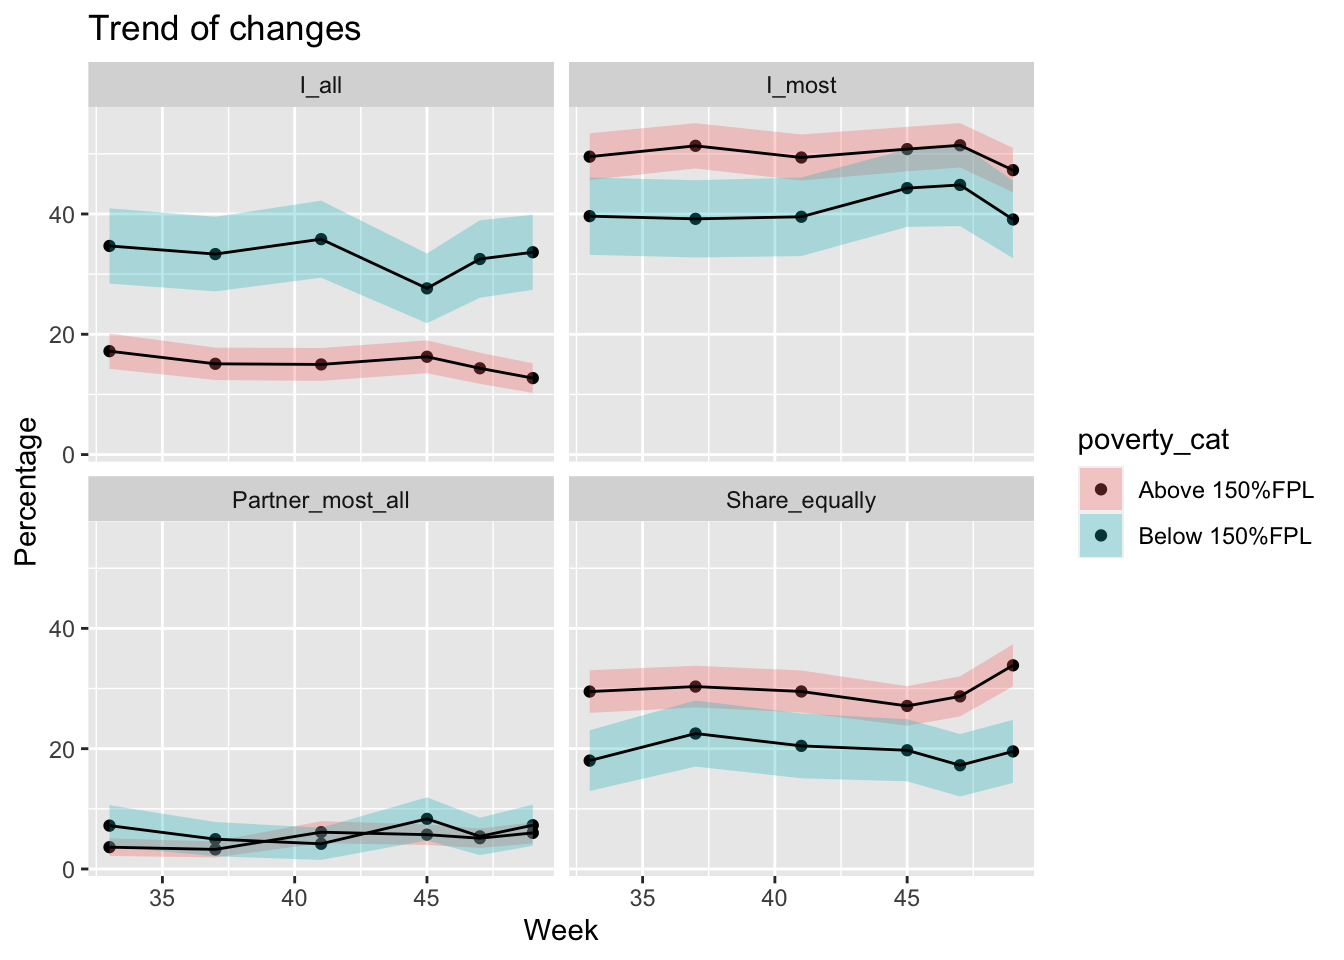 Trend of changes
I_all
I_most
40
20
0
Partner_most_all
Share_equally
40
20
0
35
40
45
35
40
45
Week
Percentage
poverty_cat
Above 150%FPL
Below 150%FPL